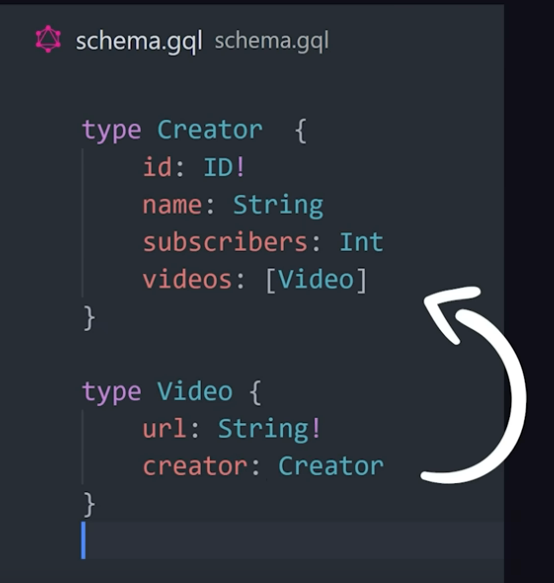 schema.gql schema.gql
type Creator  {
    id: ID!
    name: String
    subscribers: Int
    videos: [Video]
}
type Video {
    url: String!
    creator: Creator
}